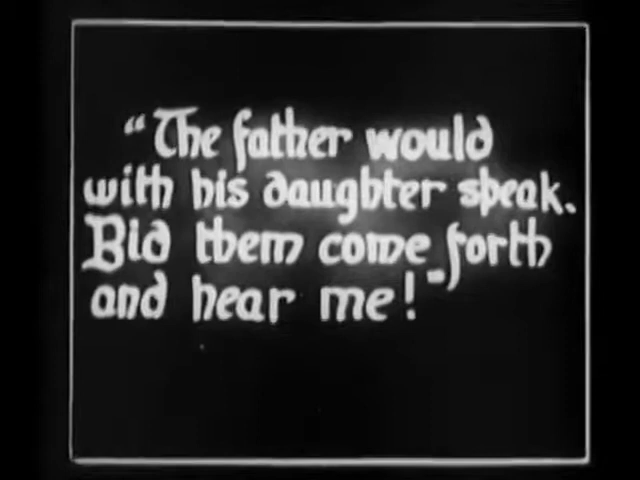 “The father would
with his daughter speak.
Bid them come forth
and hear me!”